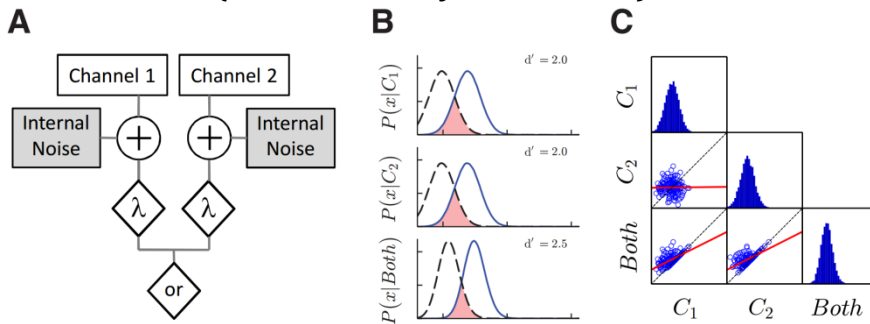 A
Channel 1
Channel 2
Internal
Noise
+
+
Internal
Noise
λ
λ
or
B
P(x|C₁)
d′ = 2.0
P(x|C₂)
d′ = 2.0
P(x|Both)
d′ = 2.5
C
C₁
C₂
Both
C₁
C₂
Both